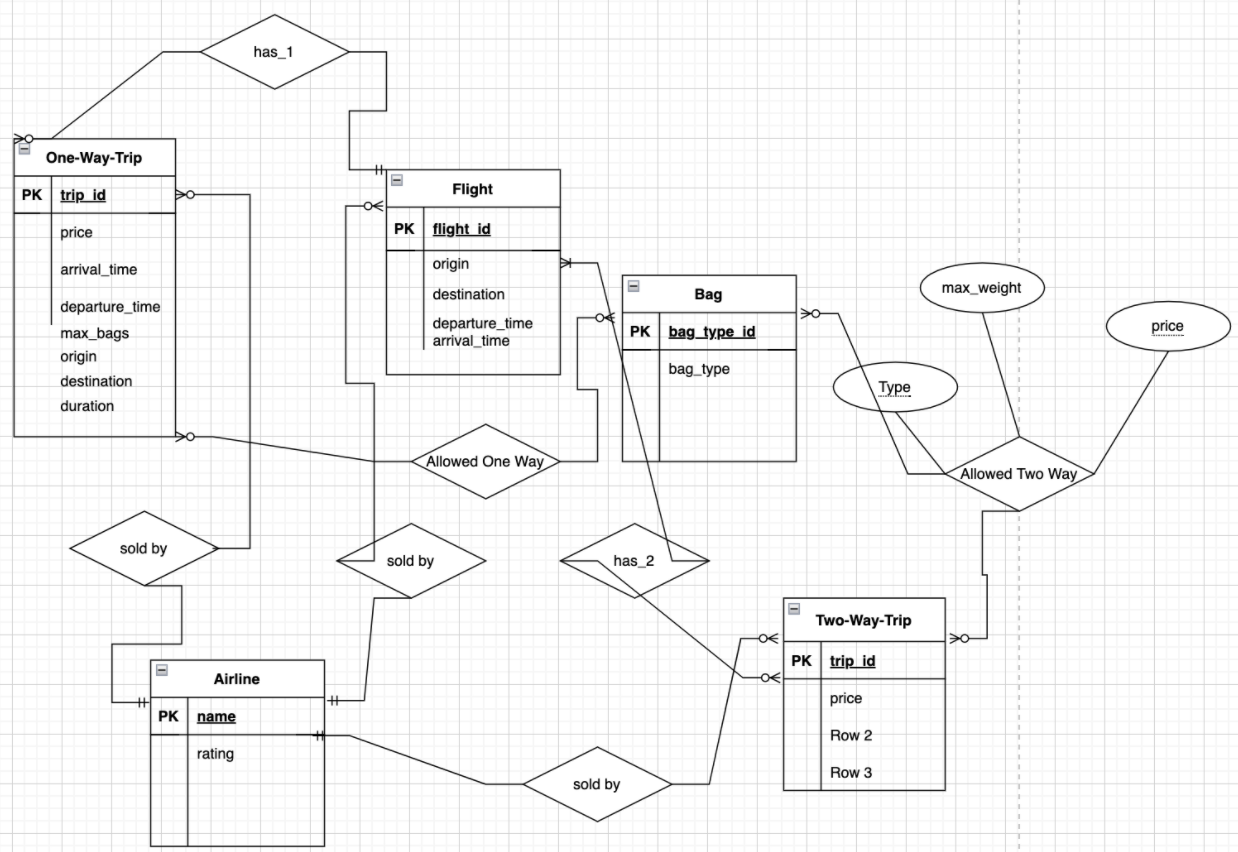 has_1
One-Way-Trip
PK trip_id
price
arrival_time
departure_time
max_bags
origin
destination
duration
Flight
PK flight_id
origin
destination
departure_time
arrival_time
Bag
PK bag_type_id
bag_type
max_weight
price
Type
Allowed One Way
Allowed Two Way
sold by
sold by
has_2
Two-Way-Trip
PK trip_id
price
Row 2
Row 3
Airline
PK name
rating
sold by